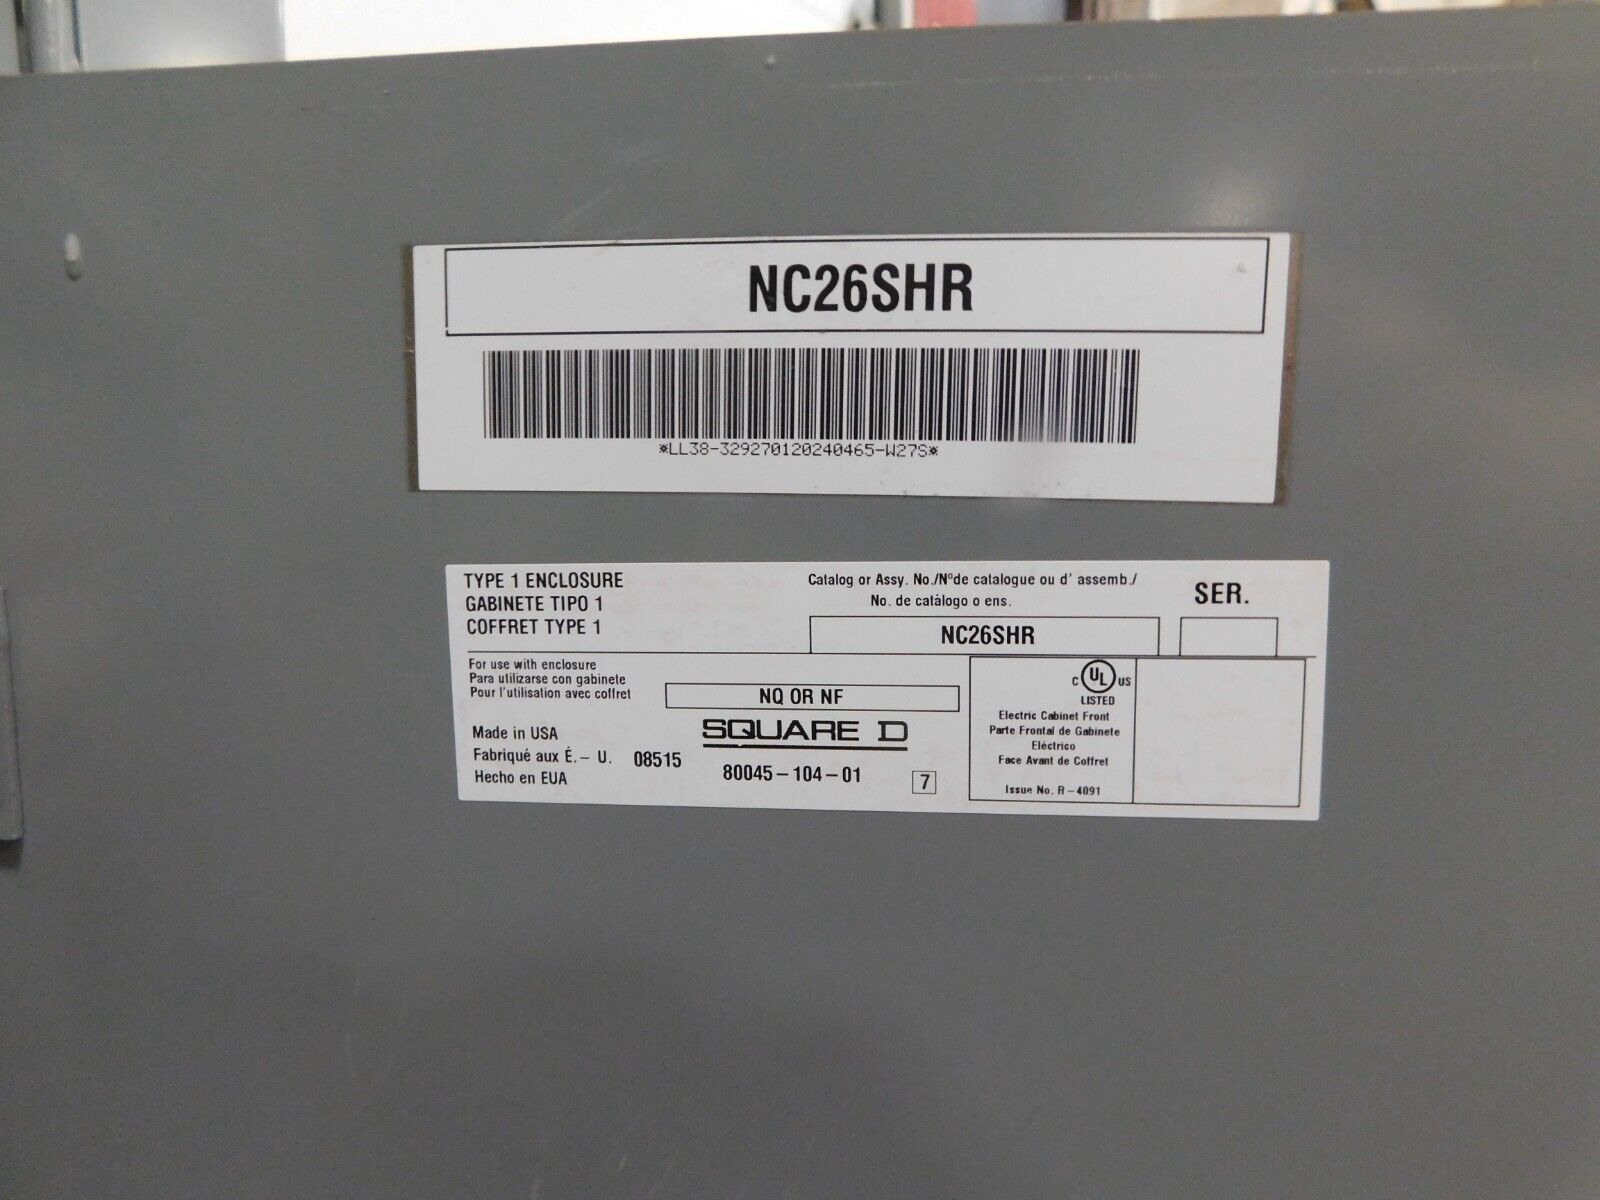 NC26SHR
*LL38-329270120240465-W27S*
TYPE 1 ENCLOSURE
GABINETE TIPO 1
COFFRET TYPE 1
Catalog or Assy. No./Nºde catalogue ou d' assemb./
No. de catálogo o ens.
SER.
NC26SHR
For use with enclosure
Para utilizarse con gabinete
Pour l'utilisation avec coffret
NQ OR NF
Made in USA
Fabriqué aux É.- U. 08515
Hecho en EUA
SQUARE D
80045-104-01
7
C UL US
LISTED
Electric Cabinet Front
Parte Frontal de Gabinete
Eléctrico
Face Avant de Coffret
Issue No. R-4091